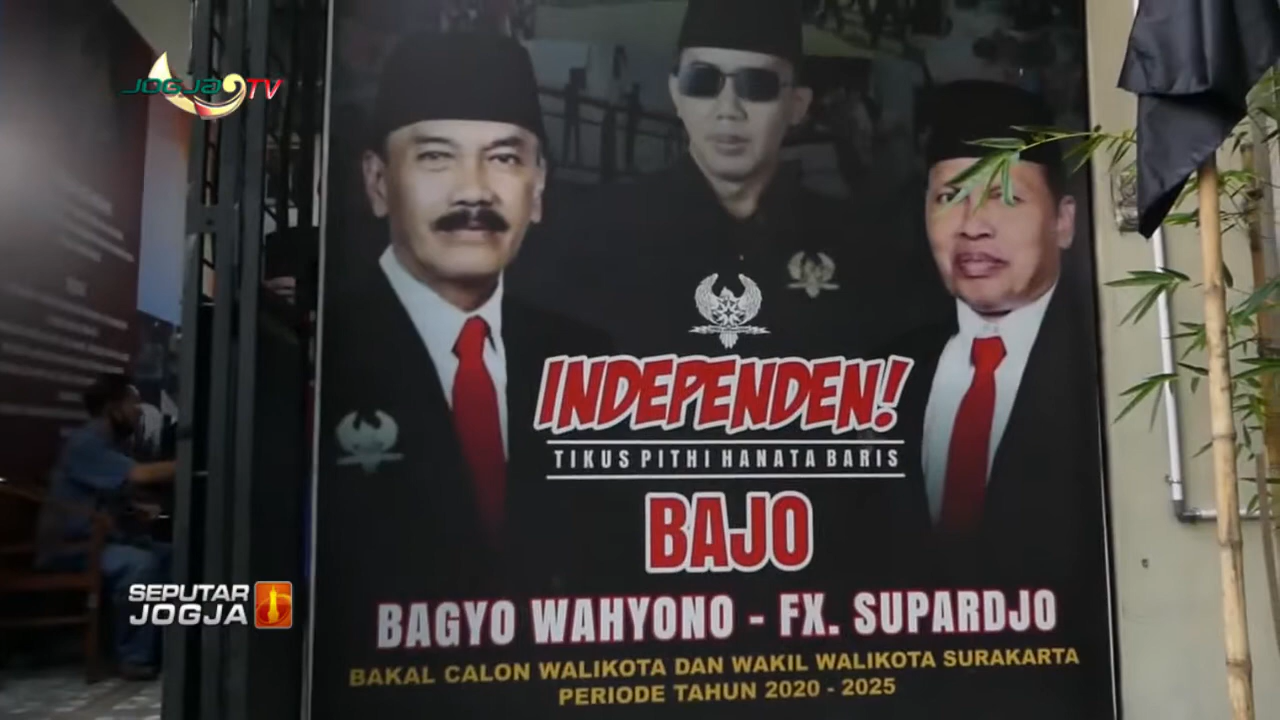 JOGJA TV
INDEPENDEN!
TIKUS PITHI HANATA BARIS
BAJO
BAGYO WAHYONO - FX. SUPARDJO
BAKAL CALON WALIKOTA DAN WAKIL WALIKOTA SURAKARTA
PERIODE TAHUN 2020 - 2025
SEPUTAR
JOGJA